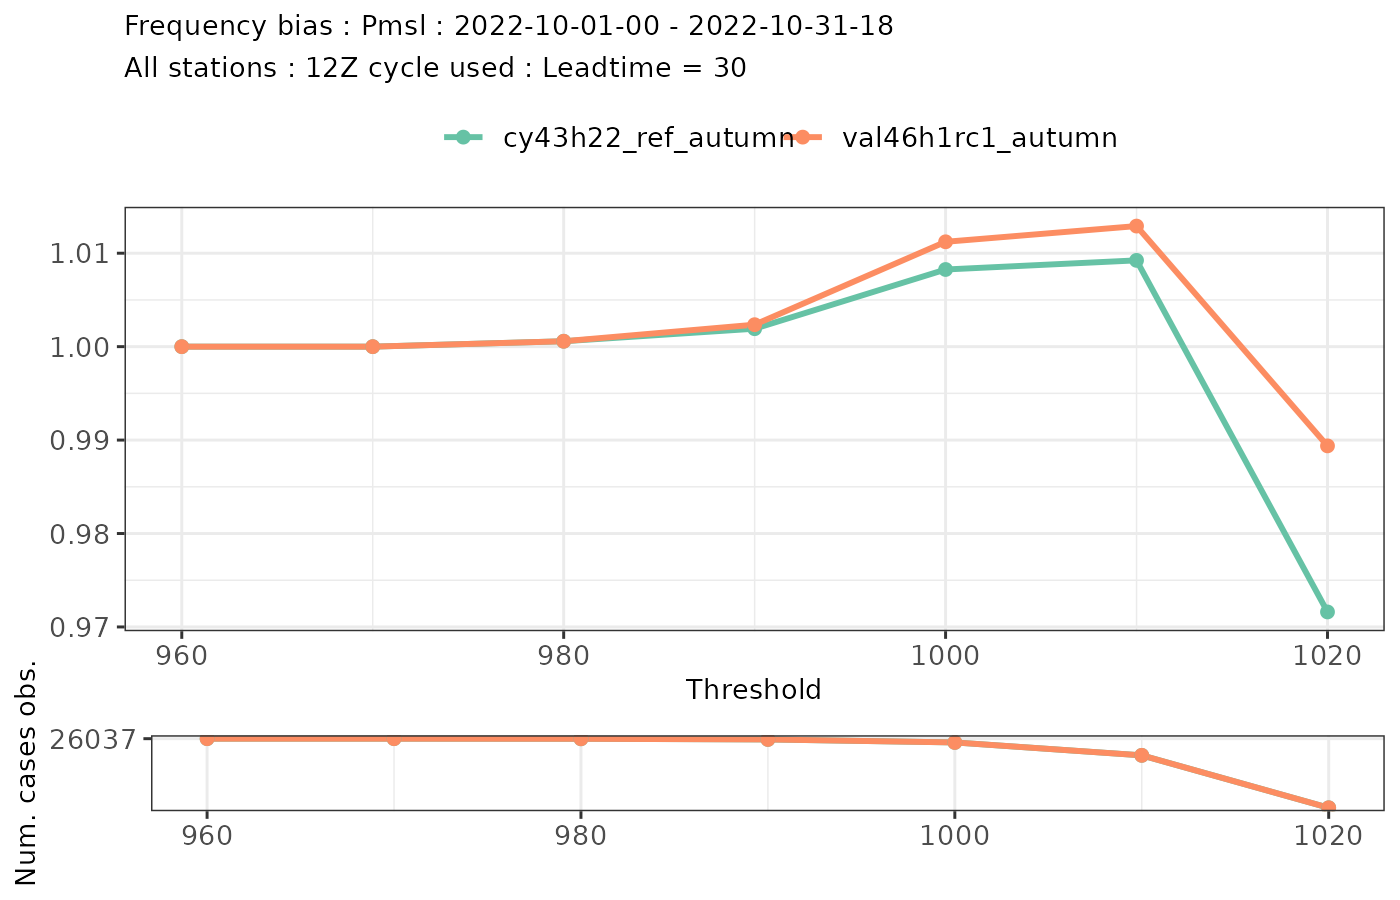 Frequency bias : Pmsl : 2022-10-01-00 - 2022-10-31-18
All stations : 12Z cycle used : Leadtime = 30
cy43h22_ref_autumn val46h1rc1_autumn
1.01
1.00
0.99
0.98
0.97
960 980 1000 1020
Threshold
Num. cases obs.
26037
960 980 1000 1020